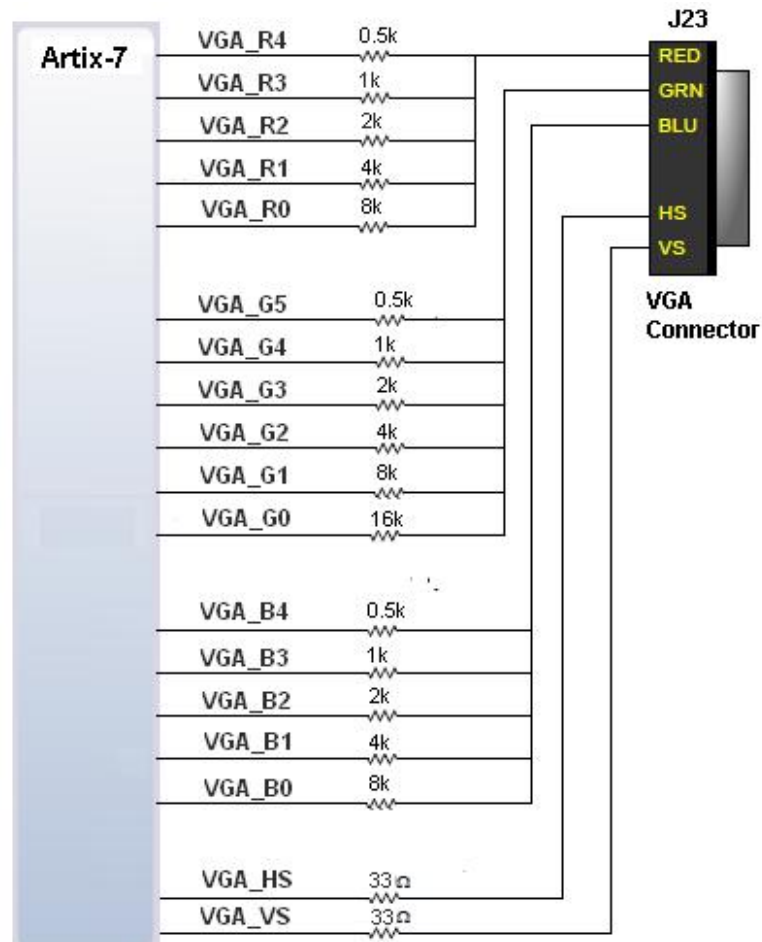 J23
Artix-7
VGA_R4 0.5k
RED
VGA_R3 1k
GRN
VGA_R2 2k
BLU
VGA_R1 4k
VGA_R0 8k
HS
VS
VGA
Connector
VGA_G5 0.5k
VGA_G4 1k
VGA_G3 2k
VGA_G2 4k
VGA_G1 8k
VGA_G0 16k
VGA_B4 0.5k
VGA_B3 1k
VGA_B2 2k
VGA_B1 4k
VGA_B0 8k
VGA_HS 33Ω
VGA_VS 33Ω